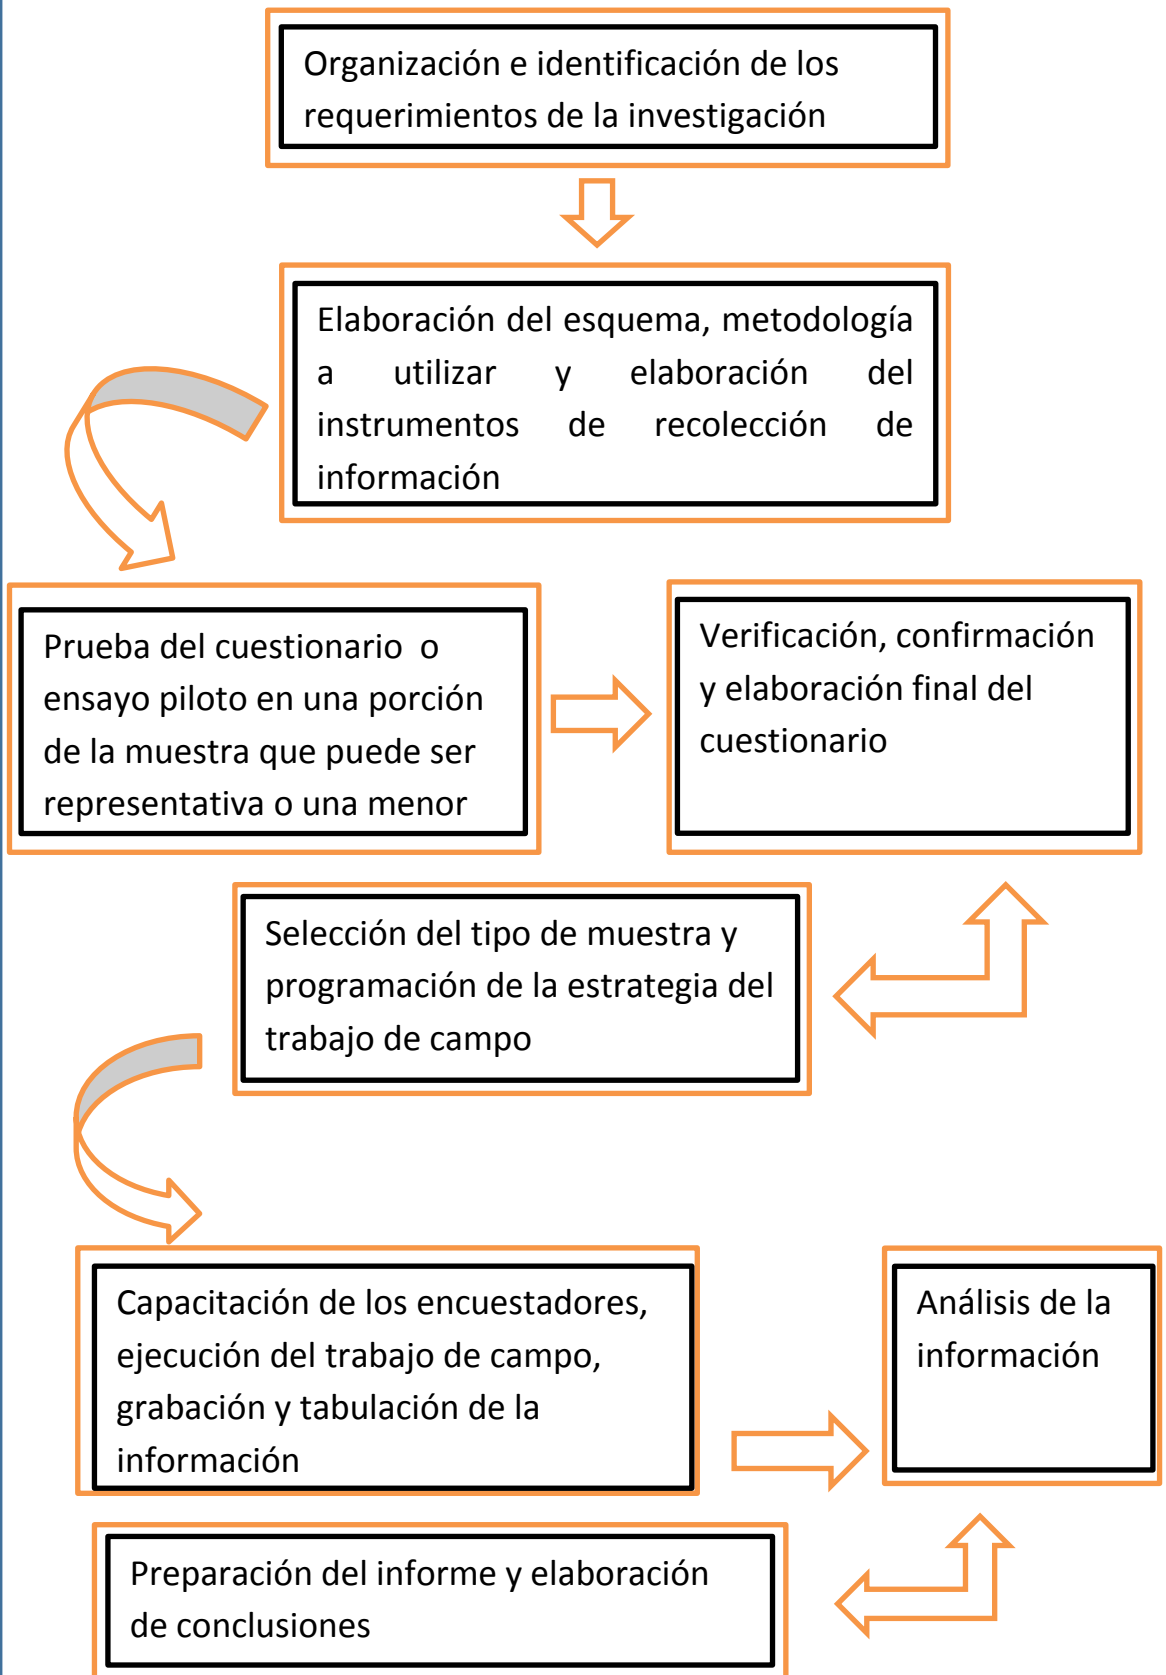 Organización e identificación de los
requerimientos de la investigación
Elaboración del esquema, metodología
a utilizar y elaboración del
instrumentos de recolección de
información
Prueba del cuestionario o
ensayo piloto en una porción
de la muestra que puede ser
representativa o una menor
Verificación, confirmación
y elaboración final del
cuestionario
Selección del tipo de muestra y
programación de la estrategia del
trabajo de campo
Capacitación de los encuestadores,
ejecución del trabajo de campo,
grabación y tabulación de la
información
Análisis de la
información
Preparación del informe y elaboración
de conclusiones